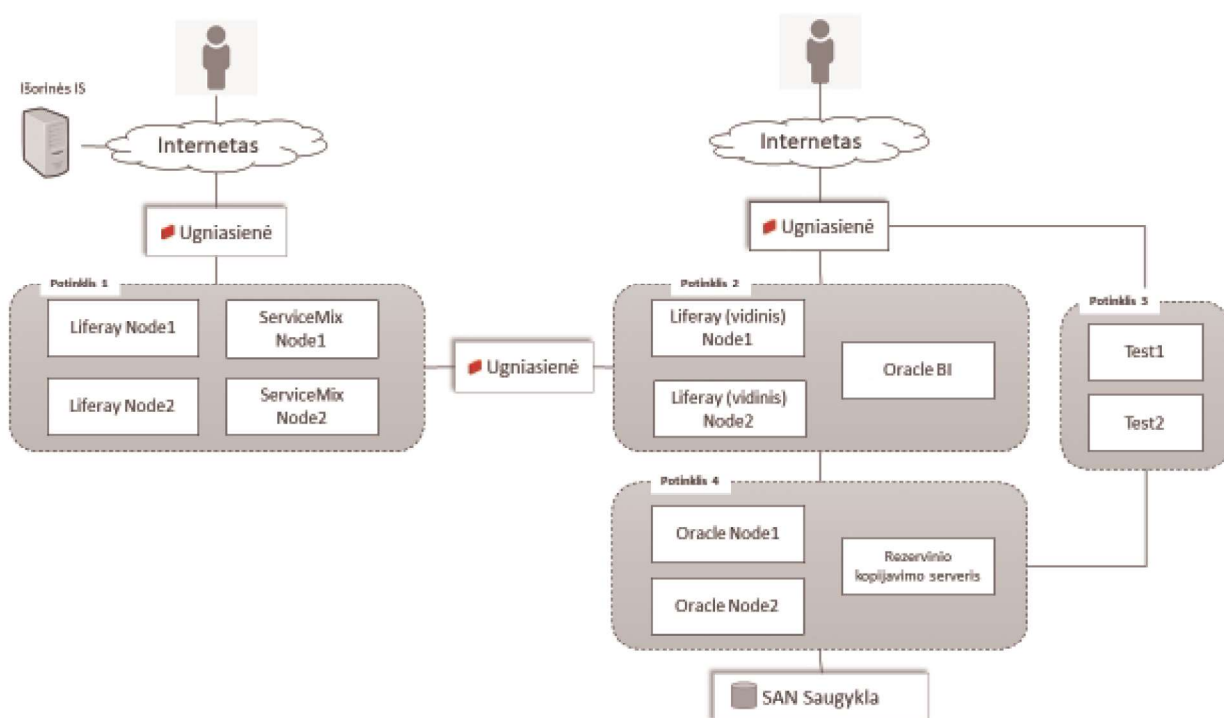 Išorinės IS
Internetas
Internetas
Ugniasienė
Ugniasienė
Potinklis 1
Liferay Node1
ServiceMix
Node1
Liferay Node2
ServiceMix
Node2
Ugniasienė
Potinklis 2
Liferay (vidinis)
Node1
Oracle BI
Liferay (vidinis)
Node2
Potinklis 3
Test1
Test2
Potinklis 4
Oracle Node1
Oracle Node2
Rezervinio
kopijavimo serveris
SAN Saugykla